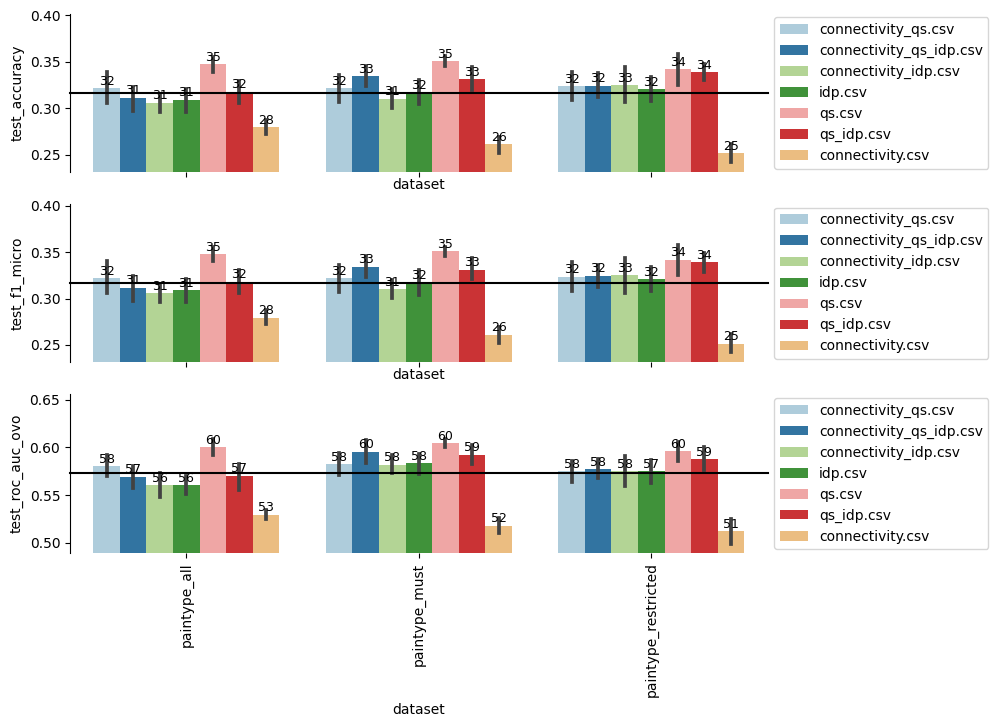 0.40
0.35
0.30
0.25
test_accuracy
32 31 31 31 35 32 28
32 33 31 32 35 33 26
32 32 33 32 34 34 25
dataset
connectivity_qs.csv
connectivity_qs_idp.csv
connectivity_idp.csv
idp.csv
qs.csv
qs_idp.csv
connectivity.csv
0.40
0.35
0.30
0.25
test_f1_micro
32 31 31 31 35 32 28
32 33 31 32 35 33 26
32 32 33 32 34 34 25
dataset
connectivity_qs.csv
connectivity_qs_idp.csv
connectivity_idp.csv
idp.csv
qs.csv
qs_idp.csv
connectivity.csv
0.65
0.60
0.55
0.50
test_roc_auc_ovo
58 57 56 56 60 57 53
58 60 58 58 60 59 52
58 58 58 57 60 59 51
paintype_all
paintype_must
paintype_restricted
dataset
connectivity_qs.csv
connectivity_qs_idp.csv
connectivity_idp.csv
idp.csv
qs.csv
qs_idp.csv
connectivity.csv